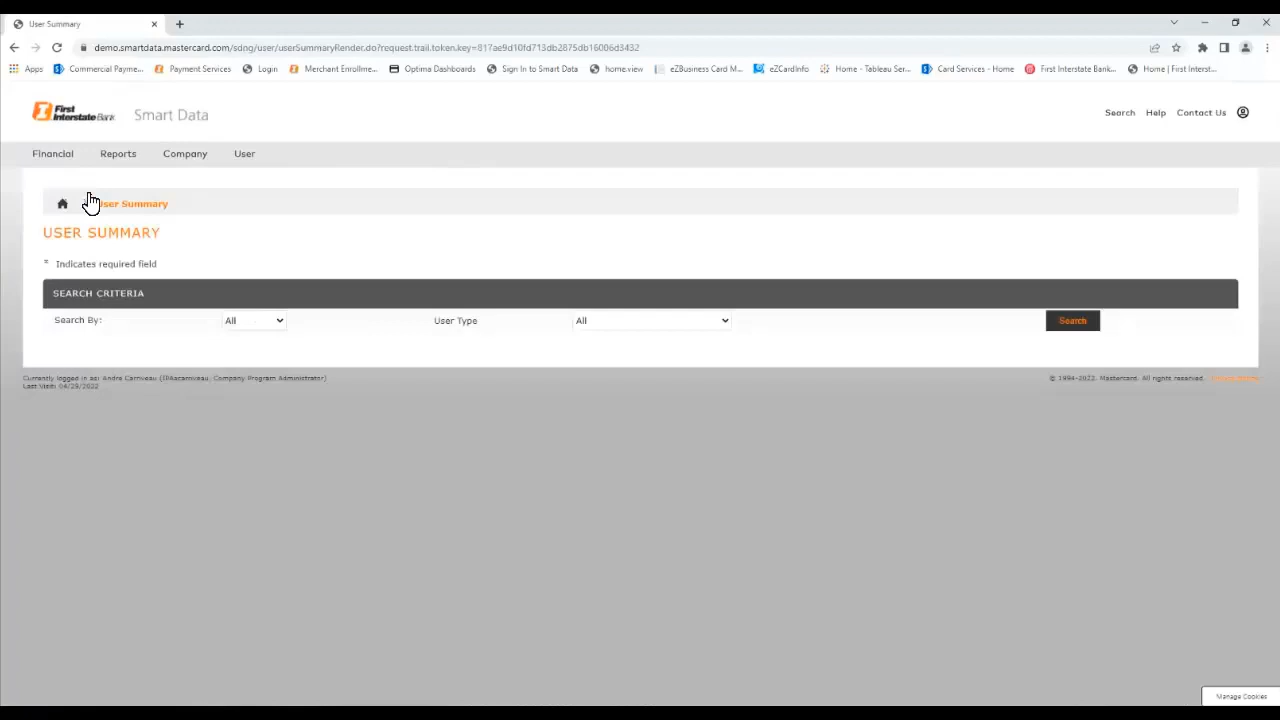 User Summary
demo.smartdata.mastercard.com/sdng/user/userSummaryRender.do?request.trail.token.key=817ae9d10fd713db2875db16006d3432
Apps Commercial Payme... Payment Services Login Merchant Enrollme... Optima Dashboards Sign In to Smart Data home.view eZBusiness Card M... eZCardInfo Home - Tableau Ser... Card Services - Home First Interstate Bank... Home | First Interst...
First Interstate Bank Smart Data Search Help Contact Us
Financial Reports Company User
User Summary
USER SUMMARY
* Indicates required field
SEARCH CRITERIA
Search By: All User Type All Search
Currently logged in as: Andre Carniveau Company Program Administrator) © 1994-2022. Mastercard. All rights reserved.
Last Visit: 04/29/2022
Manage Cookies